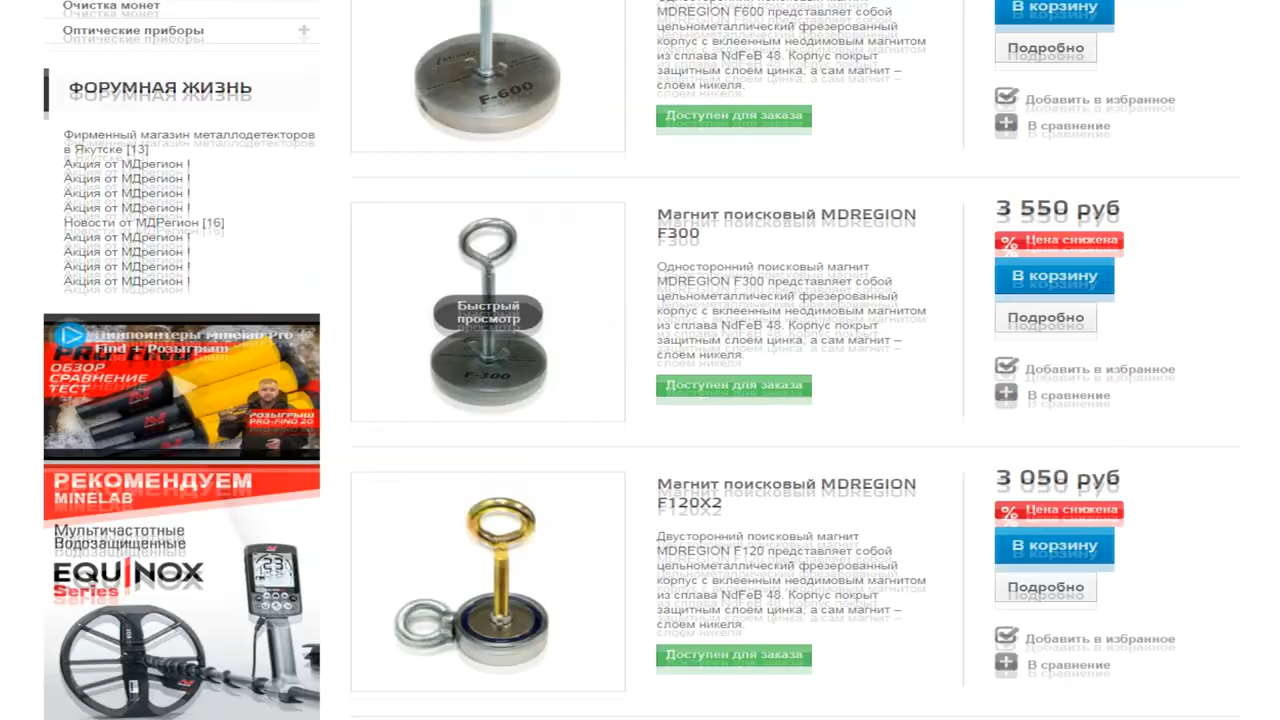 Очистка монет
Оптические приборы
ФОРУМНАЯ ЖИЗНЬ
Фирменный магазин металлодетекторов
в Якутске [13]
Акция от МДрегион !
Акция от МДрегион !
Акция от МДрегион !
Акция от МДрегион !
Новости от МДРегион [16]
Акция от МДрегион !
Акция от МДрегион !
Акция от МДрегион !
Акция от МДрегион !
Пинпоинтеры Minelab Pro
Find + Розыгрыш
PRO-FIND
ОБЗОР
СРАВНЕНИЕ
ТЕСТ
РОЗЫГРЫШ
PRO-FIND 20
РЕКОМЕНДУЕМ
MINELAB
Мультичастотные
Водозащищенные
EQUINOX
Series
23
F-600
MDREGION F600 представляет собой
цельнометаллический фрезерованный
корпус с вклеенным неодимовым магнитом
из сплава NdFeB 48. Корпус покрыт
защитным слоем цинка, а сам магнит –
слоем никеля.
Доступен для заказа
В корзину
Подробно
Добавить в избранное
В сравнение
Быстрый
просмотр
F-300
Магнит поисковый MDREGION
F300
Односторонний поисковый магнит
MDREGION F300 представляет собой
цельнометаллический фрезерованный
корпус с вклеенным неодимовым магнитом
из сплава NdFeB 48. Корпус покрыт
защитным слоем цинка, а сам магнит –
слоем никеля.
Доступен для заказа
3 550 руб
% Цена снижена
В корзину
Подробно
Добавить в избранное
В сравнение
Магнит поисковый MDREGION
F120X2
Двусторонний поисковый магнит
MDREGION F120 представляет собой
цельнометаллический фрезерованный
корпус с вклеенным неодимовым магнитом
из сплава NdFeB 48. Корпус покрыт
защитным слоем цинка, а сам магнит –
слоем никеля.
Доступен для заказа
3 050 руб
% Цена снижена
В корзину
Подробно
Добавить в избранное
В сравнение